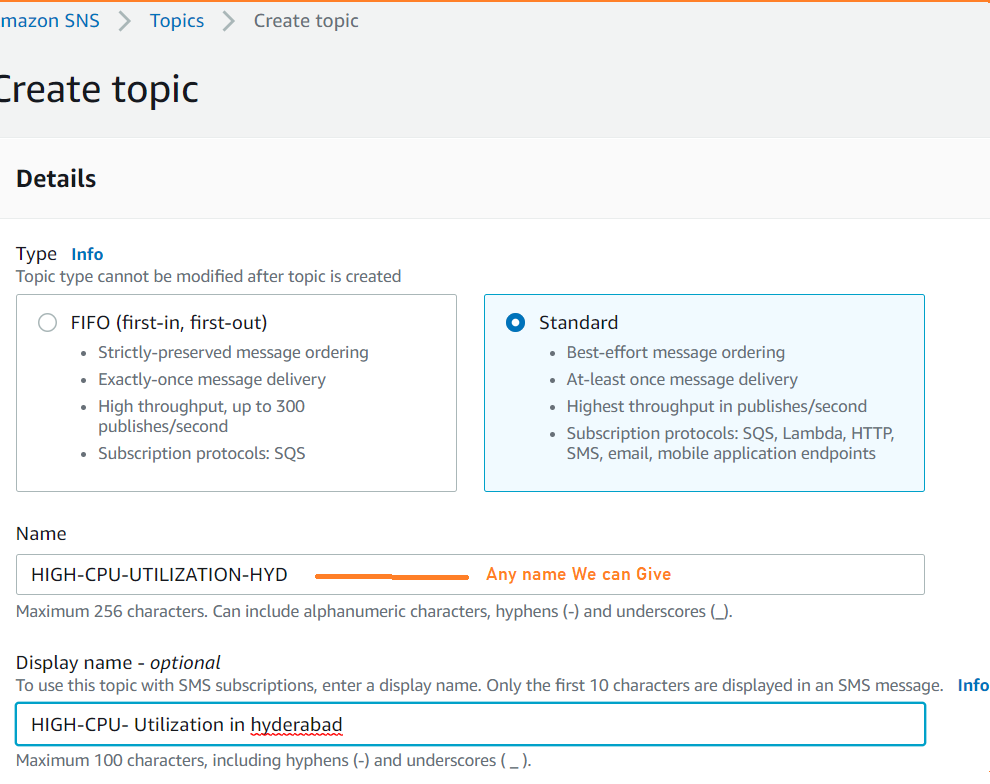 mazon SNS > Topics > Create topic
Create topic
Details
Type Info
Topic type cannot be modified after topic is created
FIFO (first-in, first-out)
• Strictly-preserved message ordering
• Exactly-once message delivery
• High throughput, up to 300
publishes/second
• Subscription protocols: SQS
Standard
• Best-effort message ordering
• At-least once message delivery
• Highest throughput in publishes/second
• Subscription protocols: SQS, Lambda, HTTP,
SMS, email, mobile application endpoints
Name
HIGH-CPU-UTILIZATION-HYD Any name We can Give
Maximum 256 characters. Can include alphanumeric characters, hyphens (-) and underscores (_).
Display name - optional
To use this topic with SMS subscriptions, enter a display name. Only the first 10 characters are displayed in an SMS message. Info
HIGH-CPU- Utilization in hyderabad
Maximum 100 characters, including hyphens (-) and underscores ( _ ).